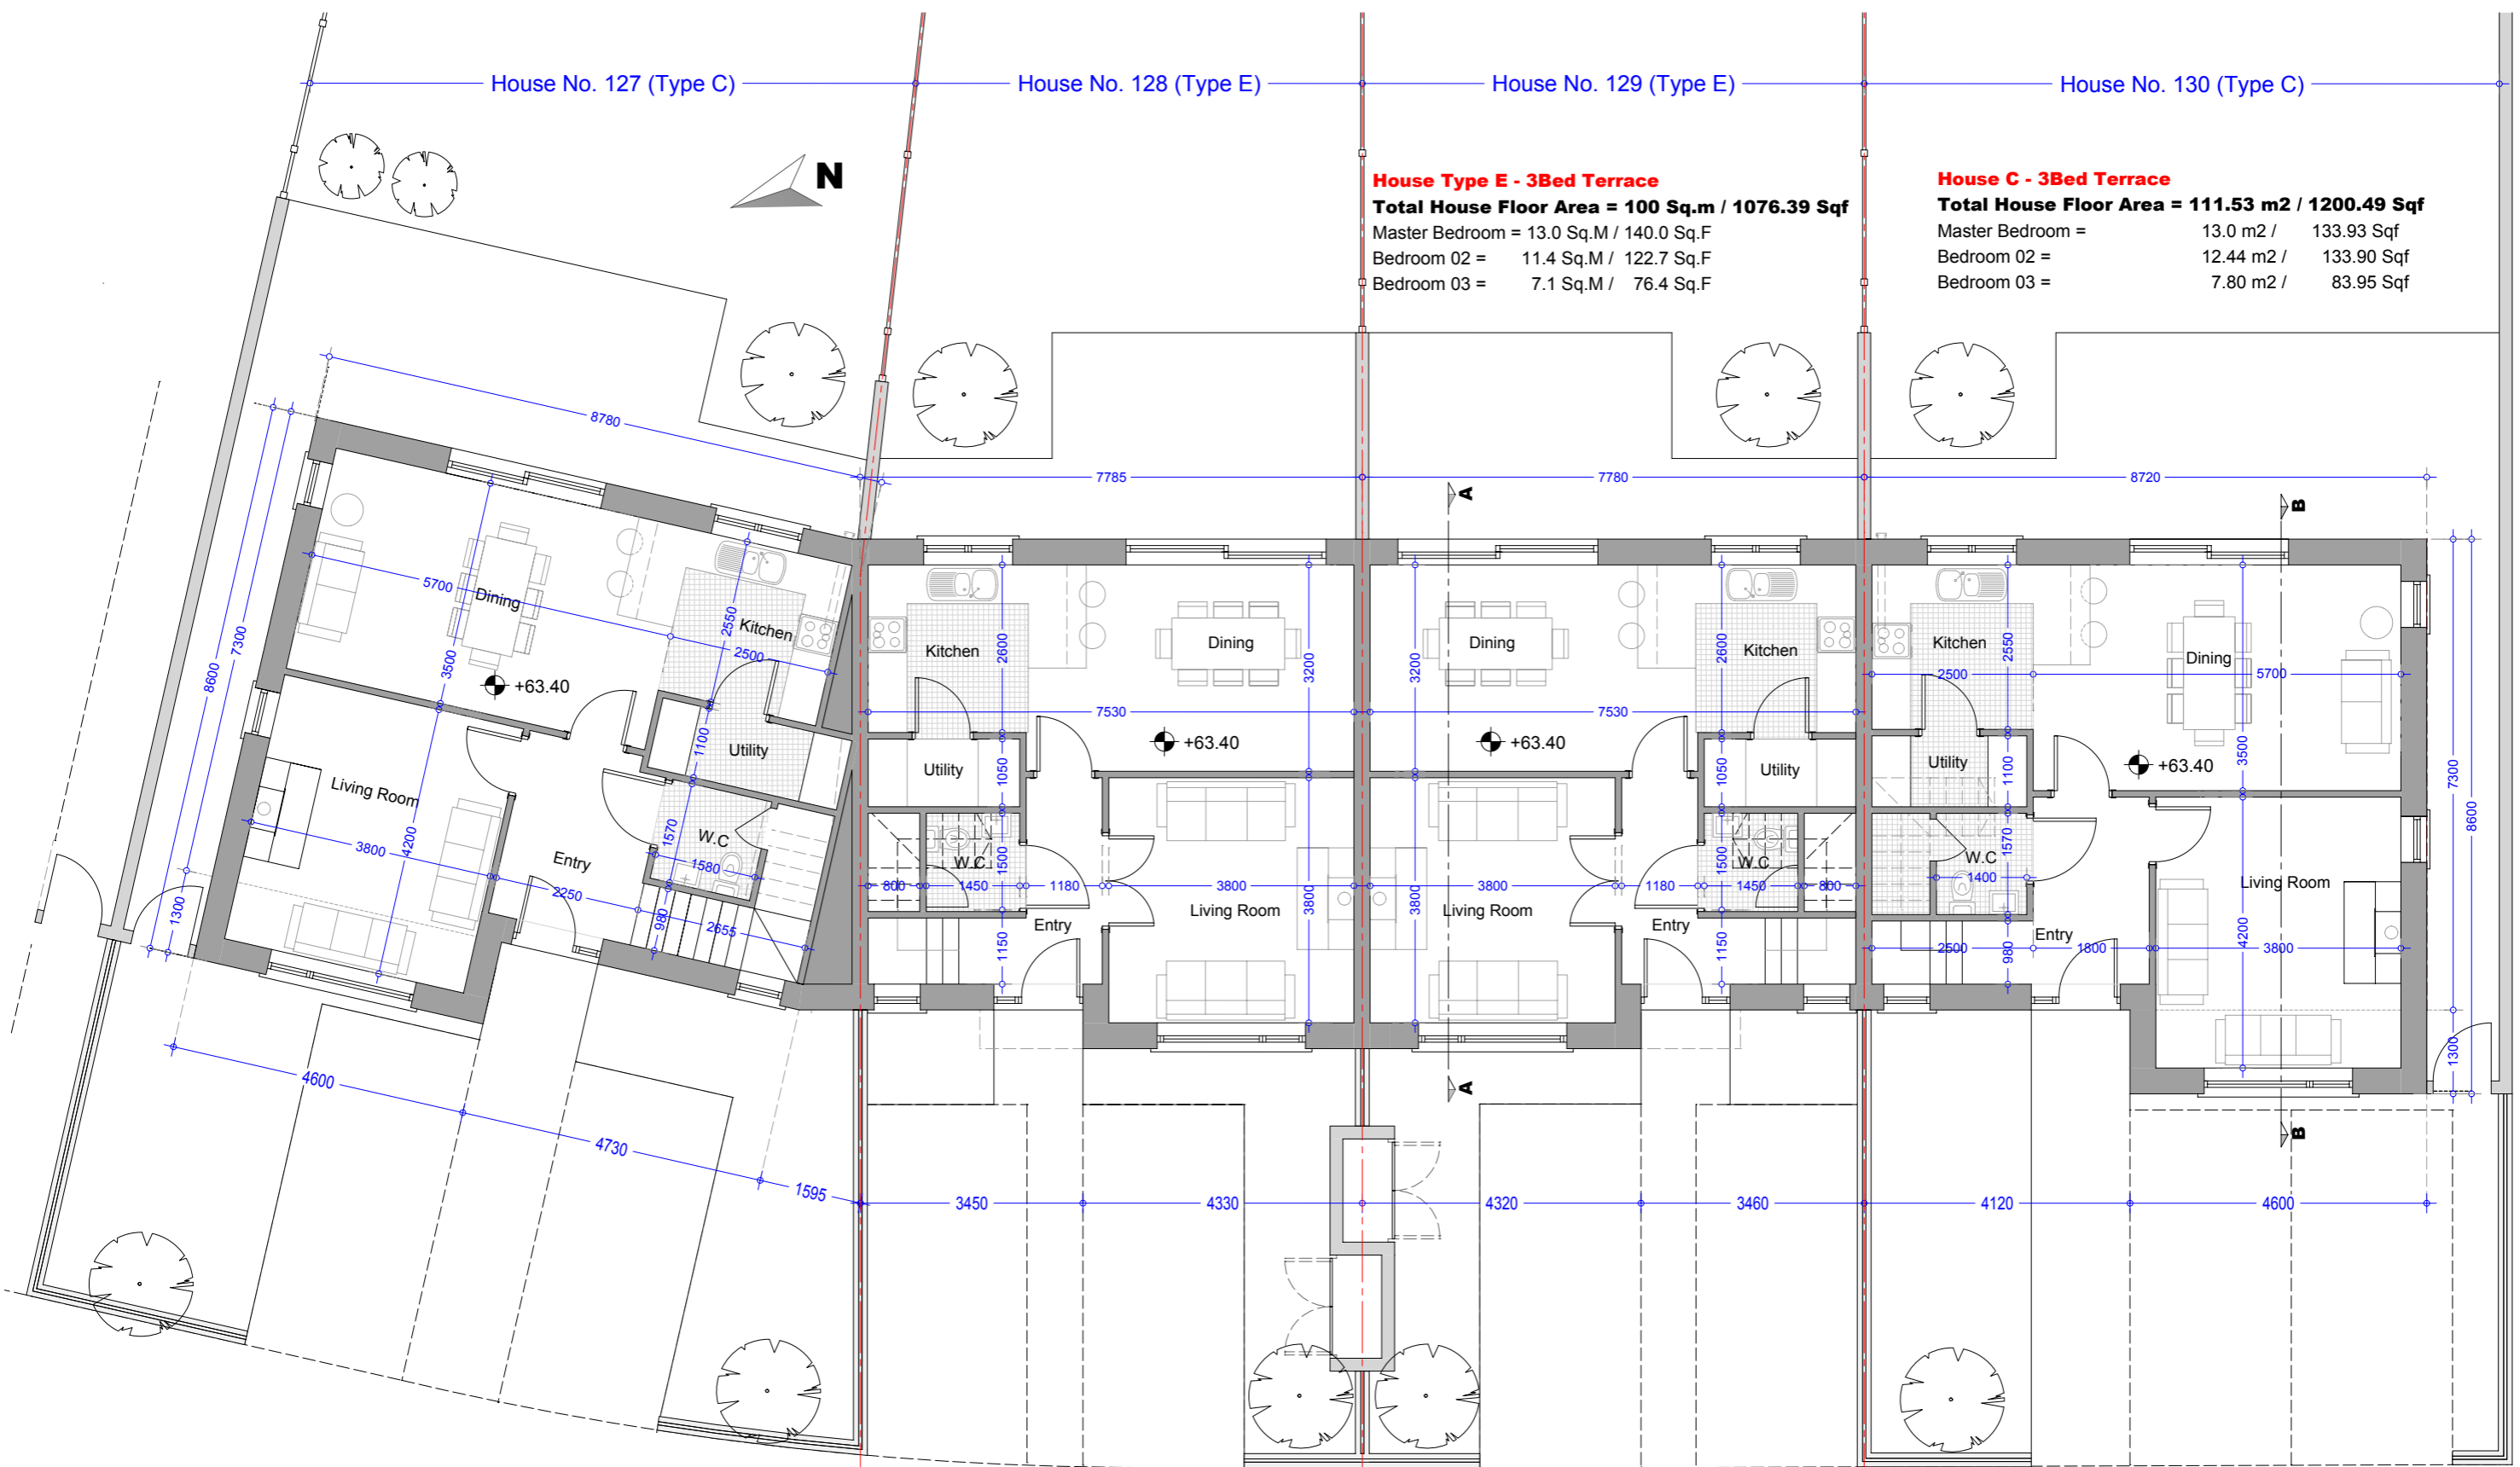 House No. 127 (Type C)
House No. 128 (Type E)
House No. 129 (Type E)
House No. 130 (Type C)
N
House Type E - 3Bed Terrace
Total House Floor Area = 100 Sq.m / 1076.39 Sqf
Master Bedroom = 13.0 Sq.M / 140.0 Sq.F
Bedroom 02 = 11.4 Sq.M / 122.7 Sq.F
Bedroom 03 = 7.1 Sq.M / 76.4 Sq.F
House C - 3Bed Terrace
Total House Floor Area = 111.53 m2 / 1200.49 Sqf
Master Bedroom = 13.0 m2 / 133.93 Sqf
Bedroom 02 = 12.44 m2 / 133.90 Sqf
Bedroom 03 = 7.80 m2 / 83.95 Sqf
8780
7785
7780
8720
A
B
8600
7300
5700
Dining
3500
+63.40
2550
Kitchen
2500
1100
Utility
Living Room
3800
4200
Entry
2250
1570
W.C
1580
980
2655
1300
Kitchen
2600
Dining
3200
7530
+63.40
Utility
1050
W.C
1500
800
1450
1180
3800
Living Room
3800
Entry
1150
3200
Dining
2600
Kitchen
7530
+63.40
1050
Utility
1500
W.C
3800
1180
1450
800
3800
Living Room
Entry
1150
Kitchen
2550
2500
Dining
5700
Utility
1100
+63.40
3500
7300
8600
W.C
1570
1400
Living Room
Entry
2500
1800
980
4200
3800
1300
A
B
4600
4730
1595
3450
4330
4320
3460
4120
4600